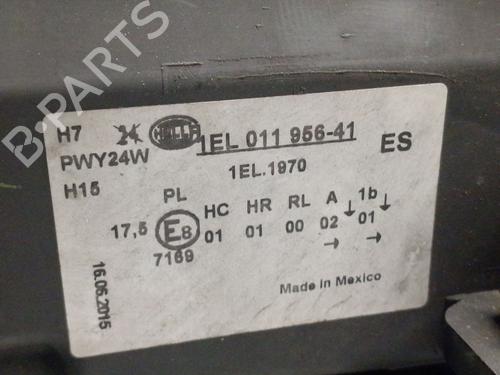 B-PARTS
H7 24 HELLA 1EL 011 956-41 ES
PWY24W
1EL.1970
H15
PL HC HR RL A 1b
17,5 E8 01 01 00 02 01
7169
16.06.2015
Made in Mexico